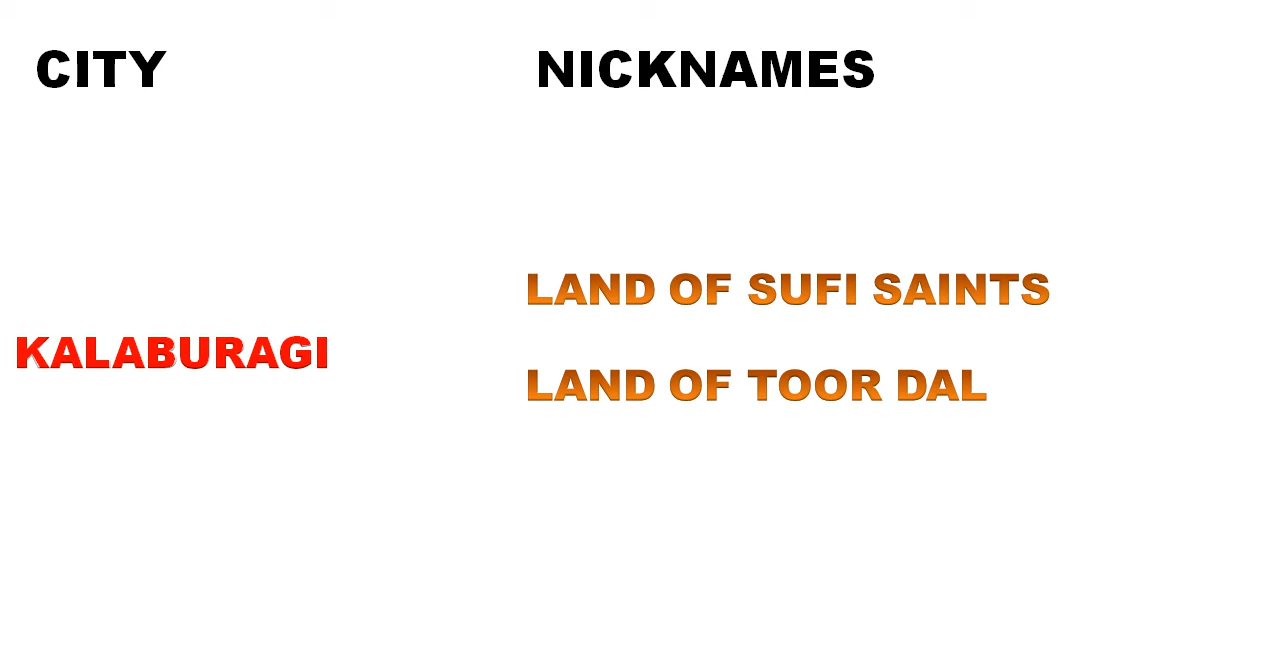 CITY
NICKNAMES
LAND OF SUFI SAINTS
KALABURAGI
LAND OF TOOR DAL